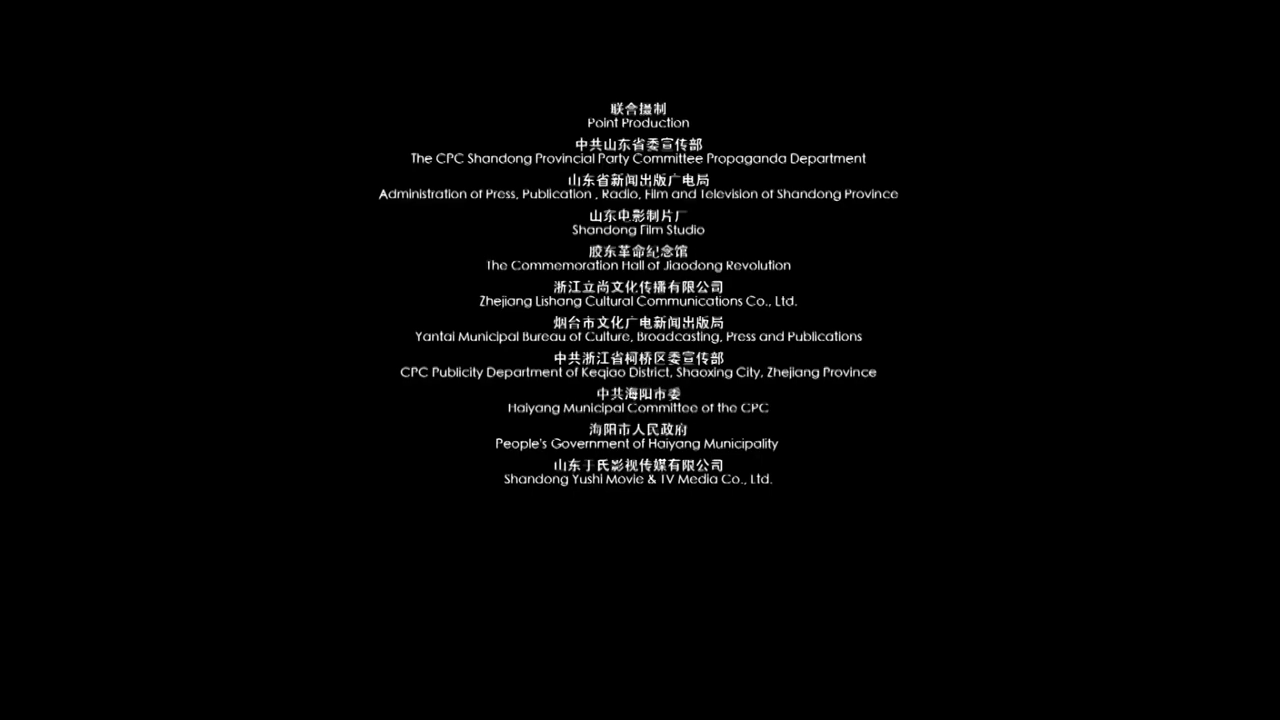 联合摄制
Point Production
中共山东省委宣传部
The CPC Shandong Provincial Party Committee Propaganda Department
山东省新闻出版广电局
Administration of Press, Publication , Radio, Film and Television of Shandong Province
山东电影制片厂
Shandong Film Studio
胶东革命纪念馆
The Commemoration Hall of Jiaodong Revolution
浙江立尚文化传播有限公司
Zhejiang Lishang Cultural Communications Co., Ltd.
烟台市文化广电新闻出版局
Yantai Municipal Bureau of Culture, Broadcasting, Press and Publications
中共浙江省柯桥区委宣传部
CPC Publicity Department of Keqiao District, Shaoxing City, Zhejiang Province
中共海阳市委
Haiyang Municipal Committee of the CPC
海阳市人民政府
People's Government of Haiyang Municipality
山东于氏影视传媒有限公司
Shandong Yushi Movie & TV Media Co., Ltd.